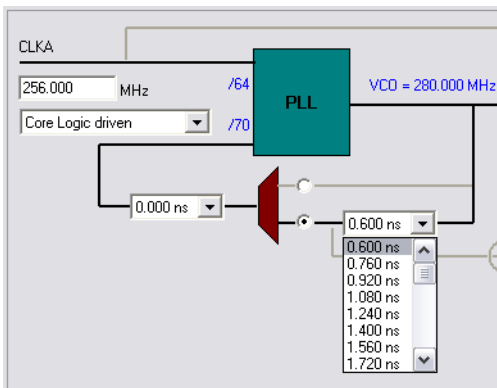 CLKA
256.000 MHz
/64
PLL
VCO = 280.000 MHz
Core Logic driven
/70
0.000 ns
0.600 ns
0.600 ns
0.760 ns
0.920 ns
1.080 ns
1.240 ns
1.400 ns
1.560 ns
1.720 ns